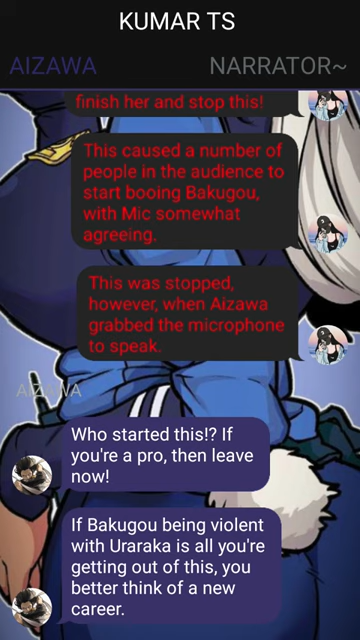 KUMAR TS
AIZAWA
NARRATOR~
finish her and stop this!
This caused a number of
people in the audience to
start booing Bakugou,
with Mic somewhat
agreeing.
This was stopped,
however, when Aizawa
grabbed the microphone
to speak.
AIZAWA
Who started this!? If
you're a pro, then leave
now!
If Bakugou being violent
with Uraraka is all you're
getting out of this, you
better think of a new
career.